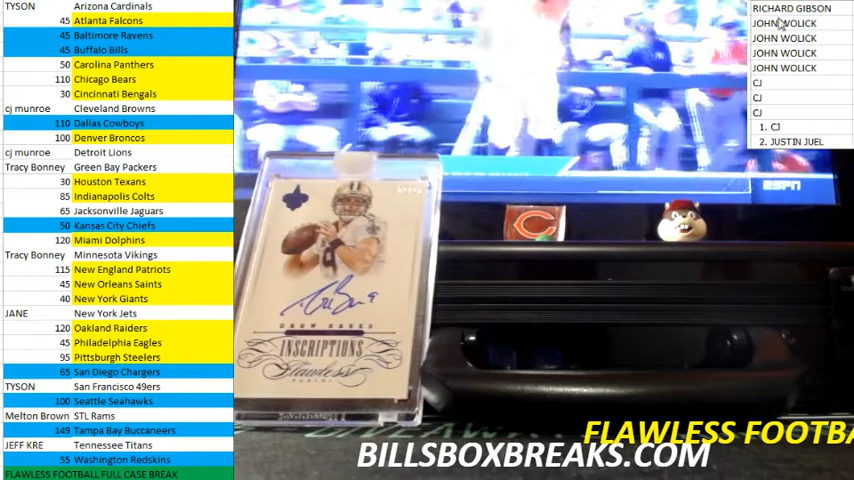 TYSON Arizona Cardinals
45 Atlanta Falcons
45 Baltimore Ravens
45 Buffalo Bills
50 Carolina Panthers
110 Chicago Bears
30 Cincinnati Bengals
cj munroe Cleveland Browns
110 Dallas Cowboys
100 Denver Broncos
cj munroe Detroit Lions
Tracy Bonney Green Bay Packers
30 Houston Texans
85 Indianapolis Colts
65 Jacksonville Jaguars
50 Kansas City Chiefs
120 Miami Dolphins
Tracy Bonney Minnesota Vikings
115 New England Patriots
45 New Orleans Saints
40 New York Giants
JANE New York Jets
120 Oakland Raiders
45 Philadelphia Eagles
95 Pittsburgh Steelers
65 San Diego Chargers
TYSON San Francisco 49ers
100 Seattle Seahawks
Melton Brown STL Rams
149 Tampa Bay Buccaneers
JEFF KRE Tennessee Titans
55 Washington Redskins
FLAWLESS FOOTBALL FULL CASE BREAK
RICHARD GIBSON
JOHN WOLICK
JOHN WOLICK
JOHN WOLICK
JOHN WOLICK
CJ
CJ
CJ
1. CJ
2. JUSTIN JUEL
ESPN
DREW BREES
INSCRIPTIONS
Flawless
PANINI
FLAWLESS FOOTBA
BILLSBOXBREAKS.COM